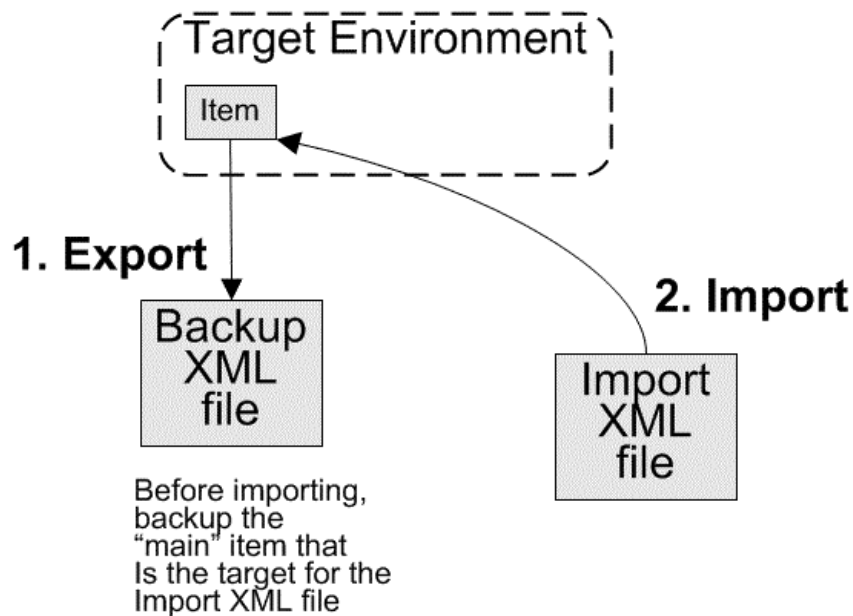 Target Environment
Item
1. Export
2. Import
Backup
XML
file
Import
XML
file
Before importing,
backup the
“main” item that
Is the target for the
Import XML file